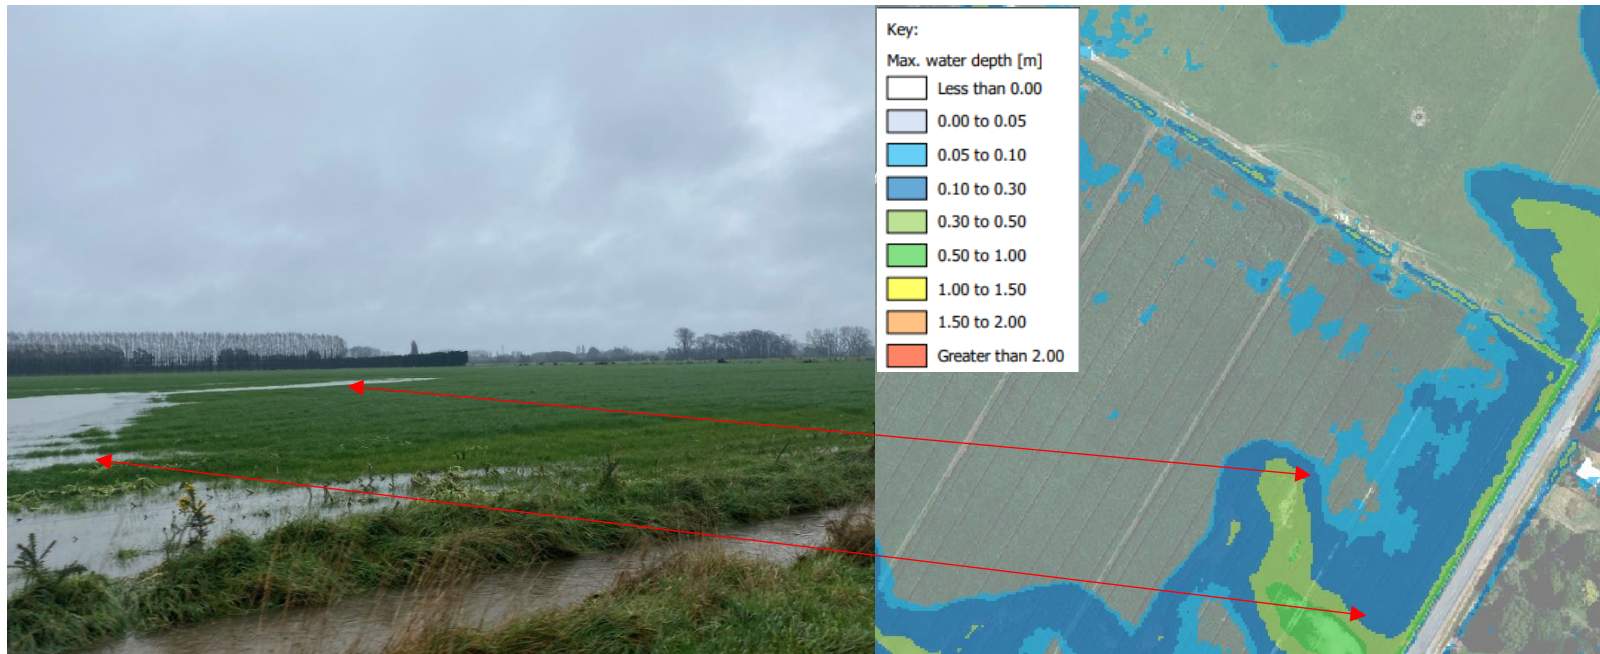 Key:
Max. water depth [m]
Less than 0.00
0.00 to 0.05
0.05 to 0.10
0.10 to 0.30
0.30 to 0.50
0.50 to 1.00
1.00 to 1.50
1.50 to 2.00
Greater than 2.00